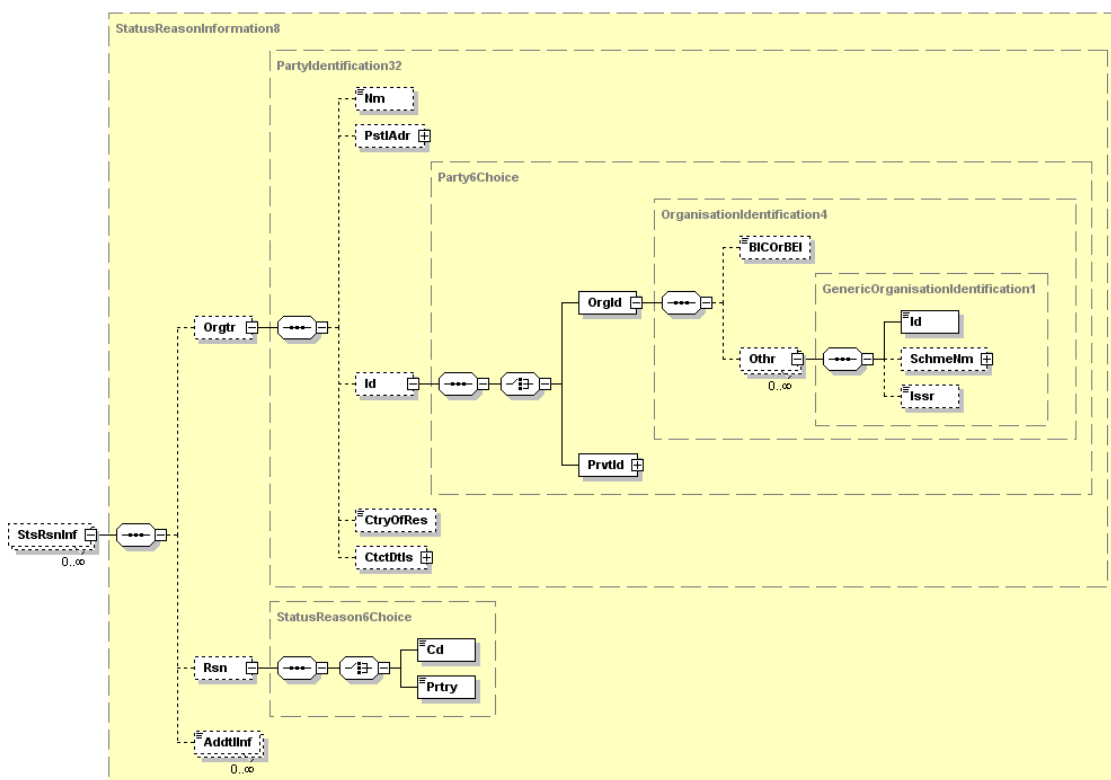 StatusReasonInformation8
PartyIdentification32
Nm
PstlAdr
Party6Choice
OrganisationIdentification4
BICOrBEI
GenericOrganisationIdentification1
OrgId
Id
Orgtr
Othr
SchmeNm
0..∞
Id
Issr
PrvtId
CtryOfRes
StsRsnInf
0..∞
CtctDtls
StatusReason6Choice
Cd
Rsn
Prtry
AddtlInf
0..∞